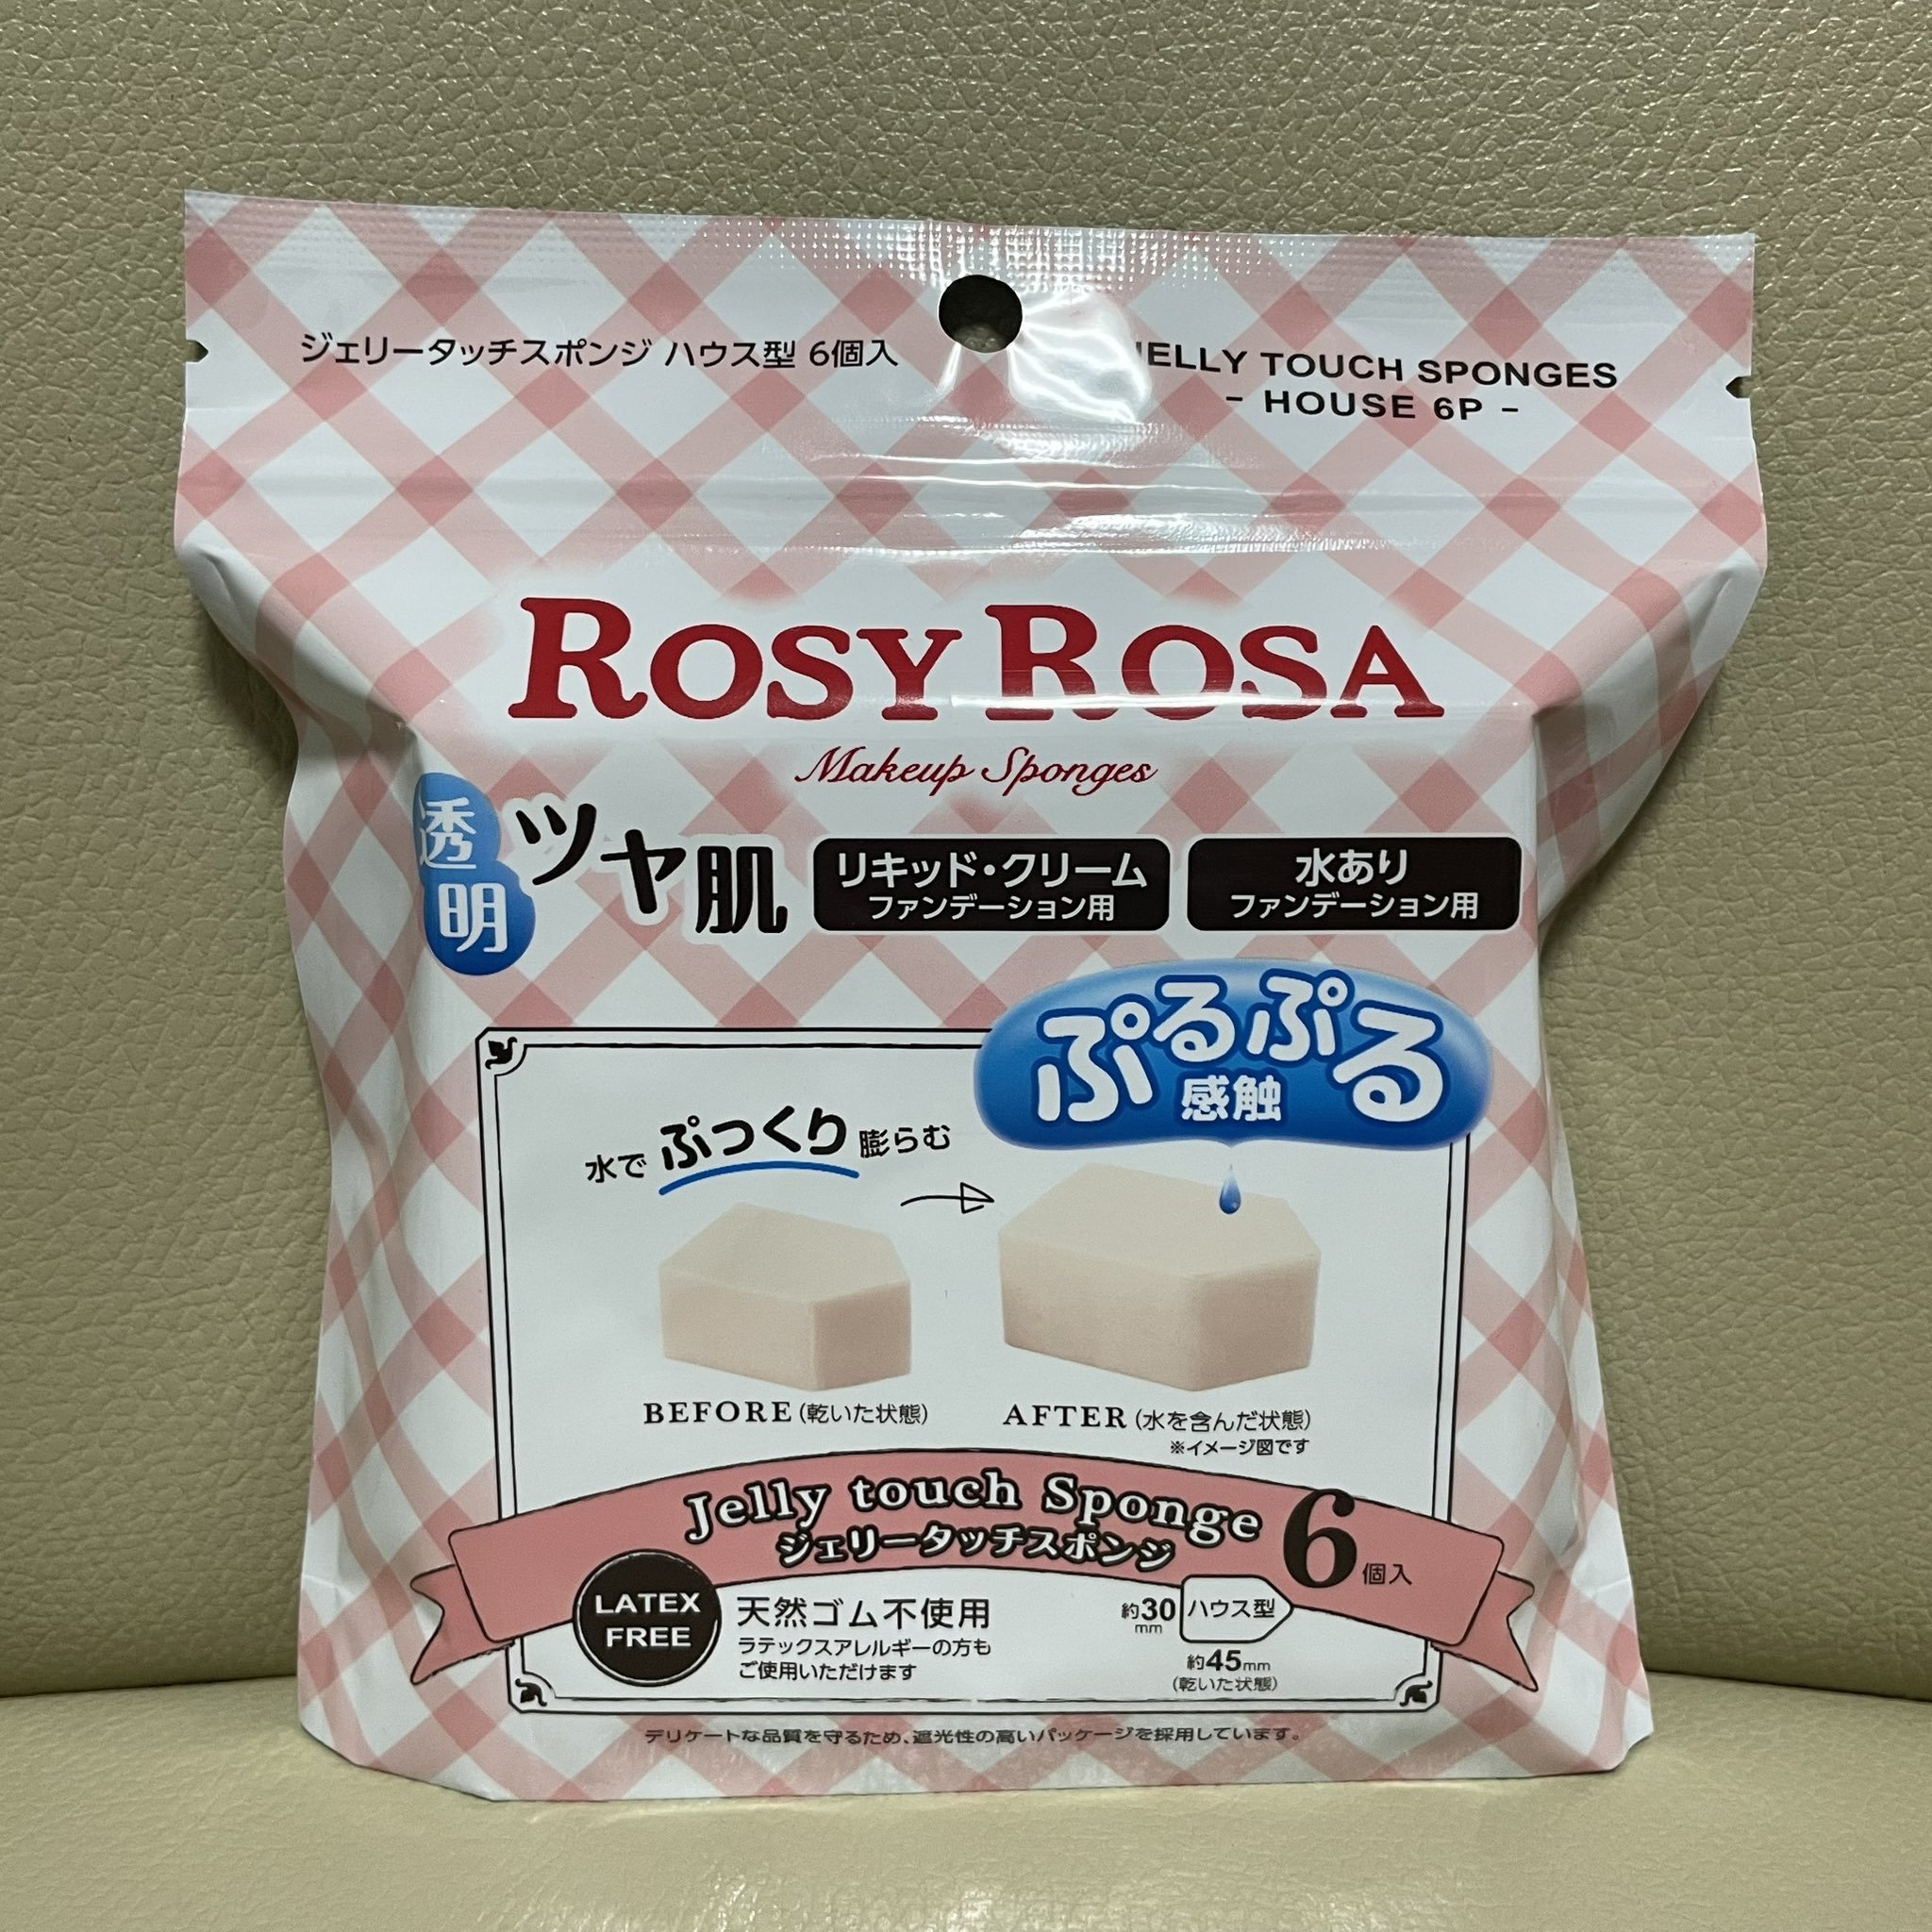 ジェリータッチスポンジ ハウス型 6個入
JELLY TOUCH SPONGES
- HOUSE 6P -
ROSY ROSA
Makeup Sponges
透明
ツヤ肌
リキッド・クリーム
ファンデーション用
水あり
ファンデーション用
ぷるぷる
感触
水でぷっくり膨らむ
BEFORE(乾いた状態)
AFTER(水を含んだ状態)
※イメージ図です
Jelly touch Sponge
ジェリータッチスポンジ
6個入
LATEX
FREE
天然ゴム不使用
ラテックスアレルギーの方も
ご使用いただけます
約30mm
ハウス型
約45mm
(乾いた状態)
デリケートな品質を守るため、遮光性の高いパッケージを採用しています。